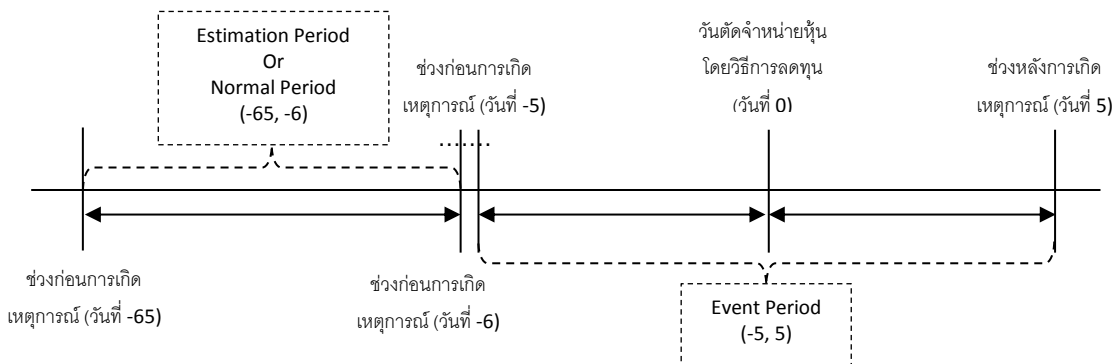 Estimation Period
Or
Normal Period
(-65, -6)
ช่วงก่อนการเกิด
เหตุการณ์ (วันที่ -5)
วันตัดจำหน่ายหุ้น
โดยวิธีการลดทุน
(วันที่ 0)
ช่วงหลังการเกิด
เหตุการณ์ (วันที่ 5)
ช่วงก่อนการเกิด
เหตุการณ์ (วันที่ -65)
ช่วงก่อนการเกิด
เหตุการณ์ (วันที่ -6)
Event Period
(-5, 5)